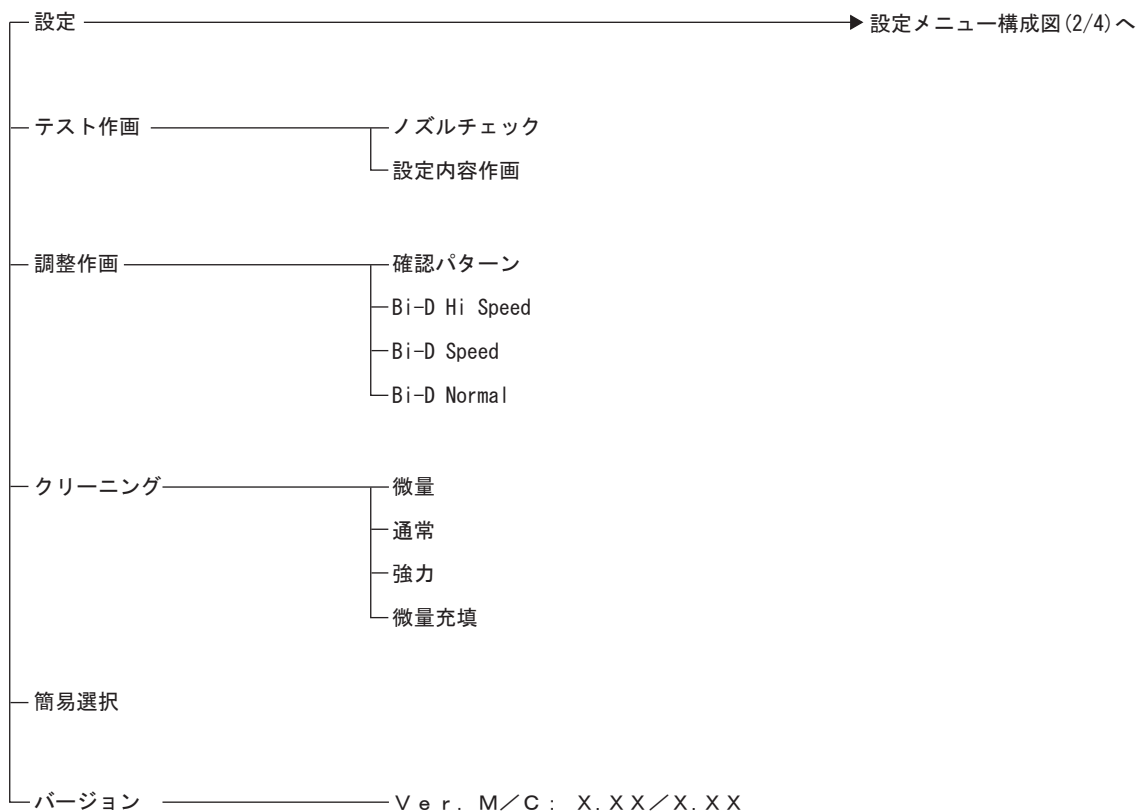 設定 設定メニュー構成図(2/4)へ
テスト作画 ノズルチェック
設定内容作画
調整作画 確認パターン
Bi-D Hi Speed
Bi-D Speed
Bi-D Normal
クリーニング 微量
通常
強力
微量充填
簡易選択
バージョン Ｖｅｒ．Ｍ／Ｃ：Ｘ．ＸＸ／Ｘ．ＸＸ